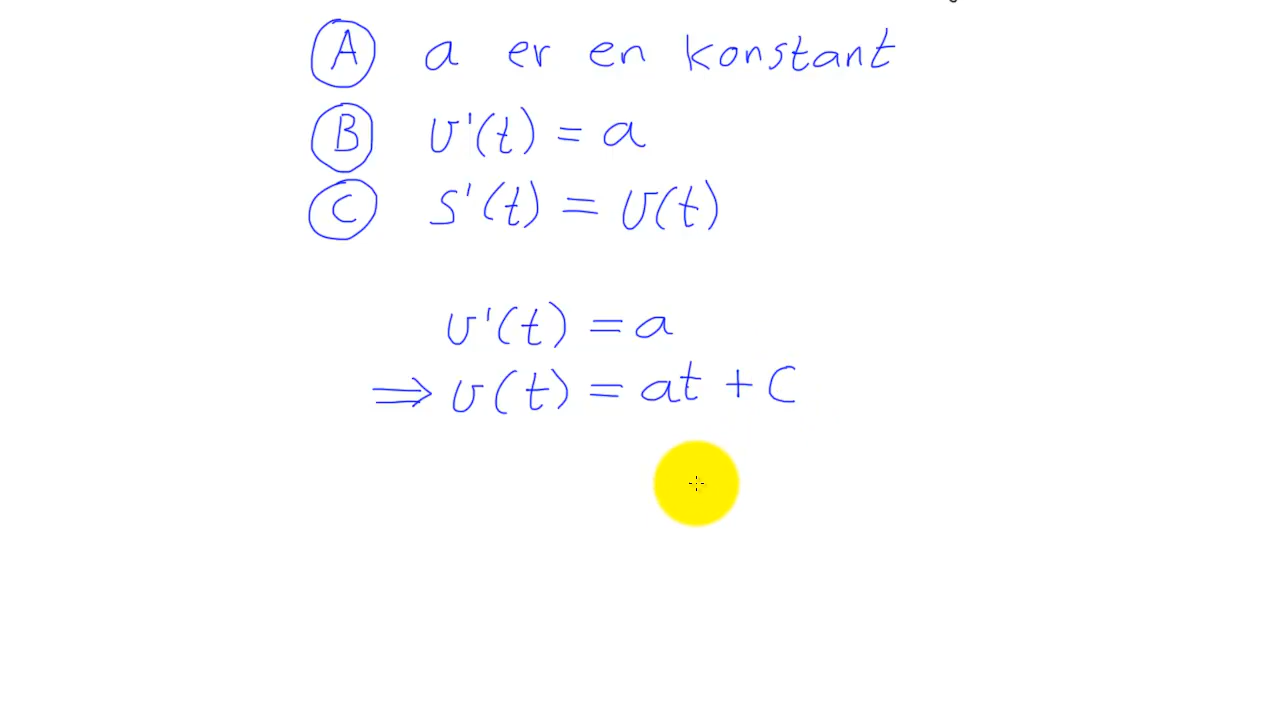 A a er en konstant
B v'(t) = a
C s'(t) = v(t)
v'(t) = a
⇒ v(t) = at + C